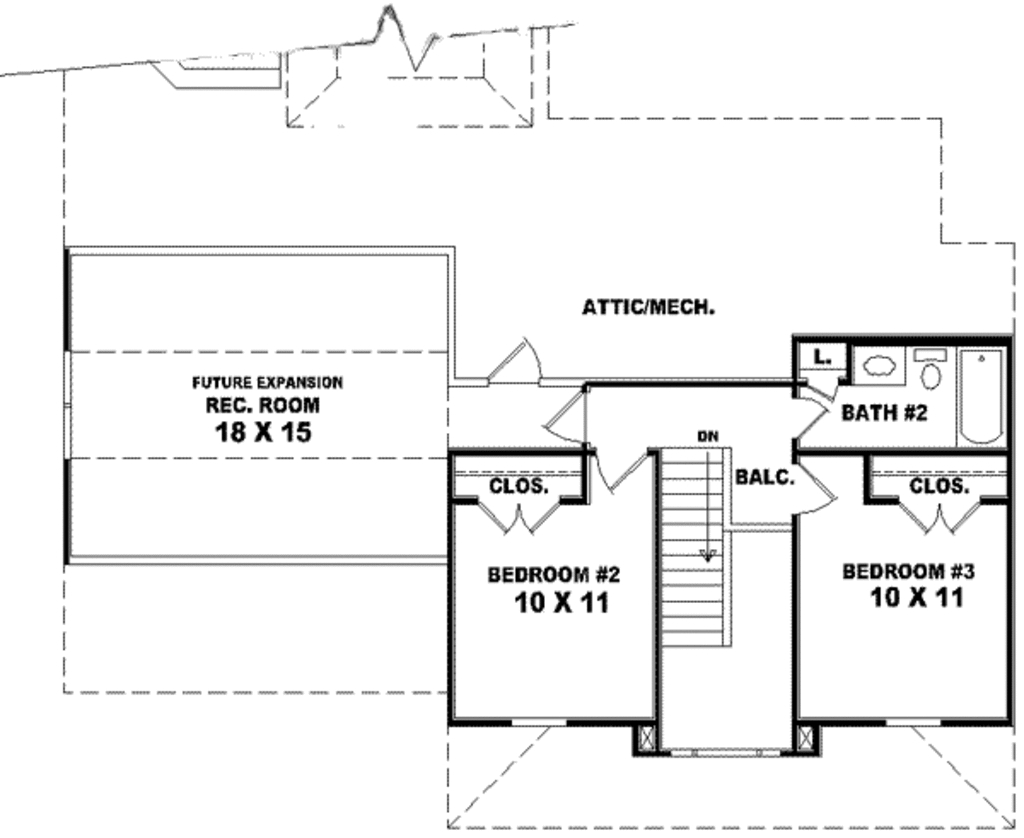 ATTIC/MECH.
L.
FUTURE EXPANSION
REC. ROOM
18 X 15
BATH #2
DN
BALC.
CLOS.
CLOS.
BEDROOM #2
10 X 11
BEDROOM #3
10 X 11